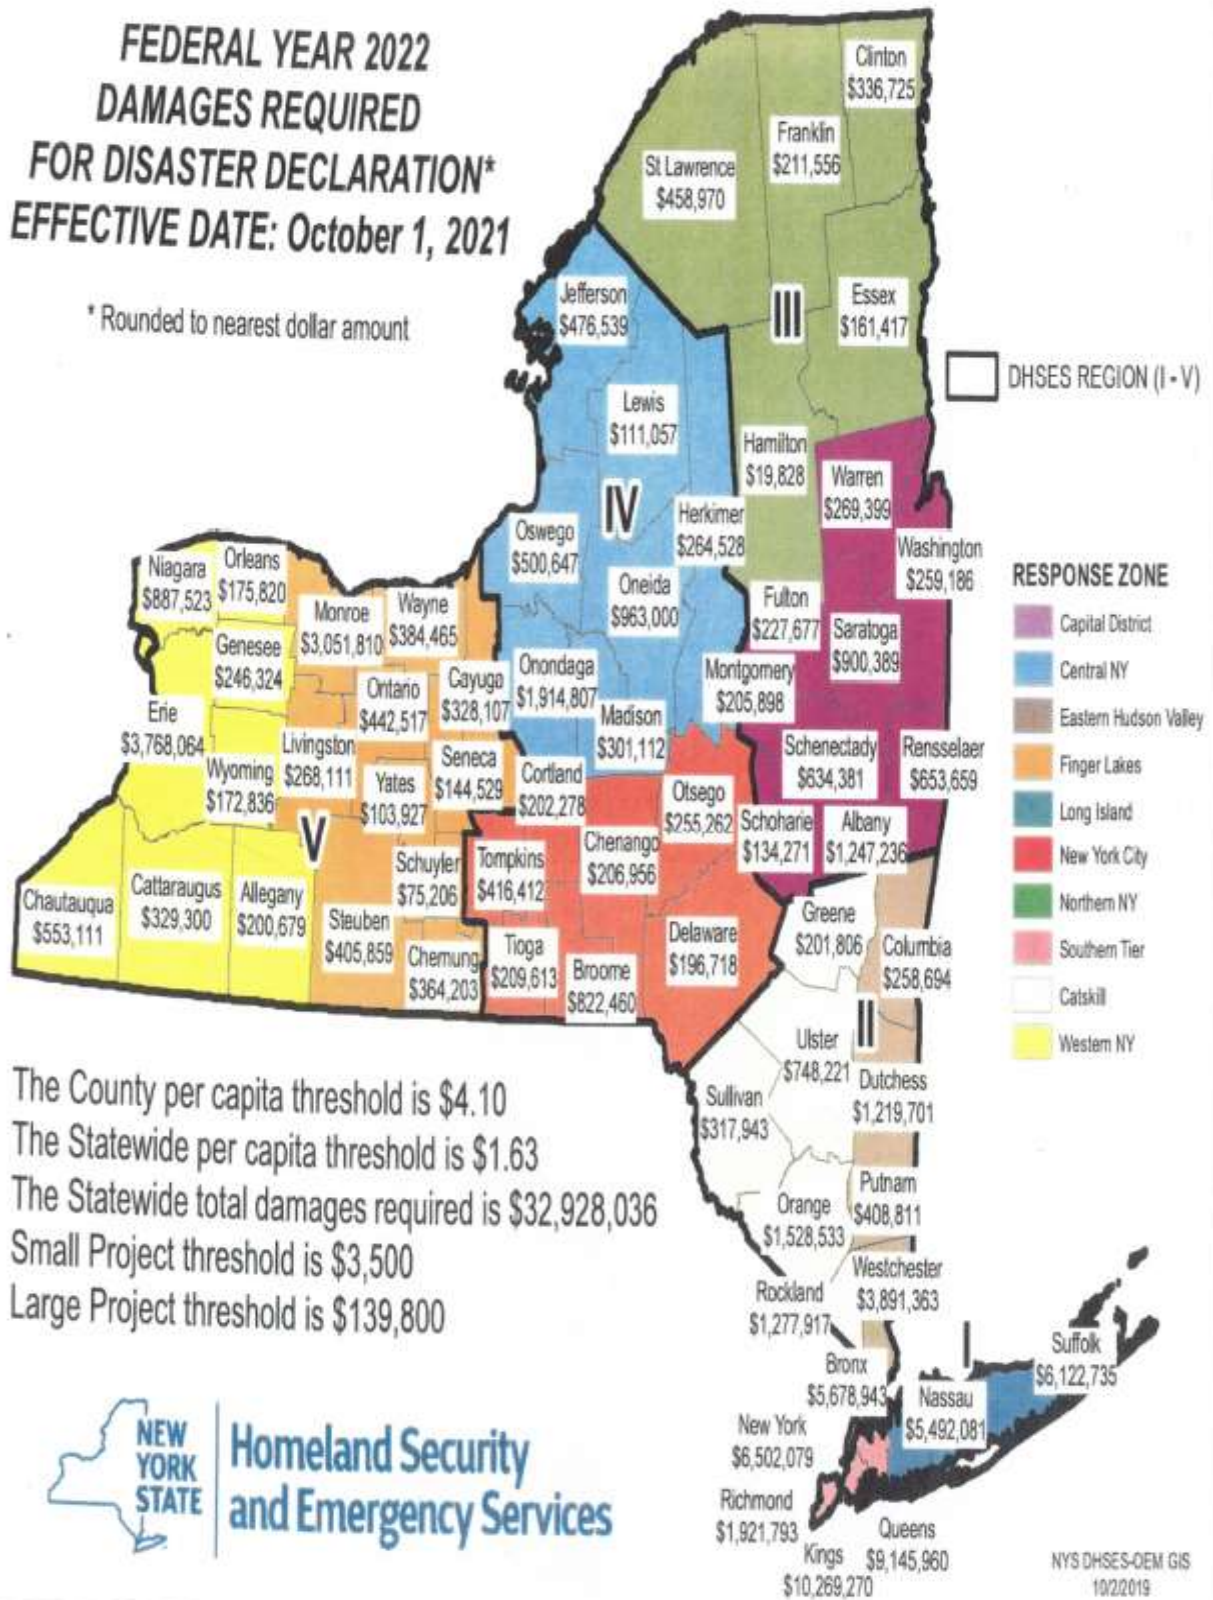 FEDERAL YEAR 2022
DAMAGES REQUIRED
FOR DISASTER DECLARATION*
EFFECTIVE DATE: October 1, 2021
* Rounded to nearest dollar amount
Clinton
$336,725
Franklin
$211,556
St Lawrence
$458,970
Jefferson
$476,539
III
Essex
$161,417
DHSES REGION (I - V)
Lewis
$111,057
Hamilton
$19,828
Warren
$269,399
IV
Oswego
$500,647
Herkimer
$264,528
Washington
$259,186
Niagara
$887,523
Orleans
$175,820
Monroe
$3,051,810
Wayne
$384,465
Oneida
$963,000
Fulton
$227,677
Saratoga
$900,389
Genesee
$246,324
Ontario
$442,517
Gayuga
$328,107
Onondaga
$1,914,807
Montgomery
$205,898
Erie
$3,768,064
Madison
$301,112
Livingston
$268,111
Wyoming
$172,836
Yates
$103,927
Seneca
$144,529
Cortland
$202,278
Otsego
$255,262
Schenectady
$634,381
Rensselaer
$653,659
V
Schoharie
$134,271
Albany
$1,247,236
Chenango
$206,956
Schuyler
$75,206
Tompkins
$416,412
Chautauqua
$553,111
Cattaraugus
$329,300
Allegany
$200,679
Steuben
$405,859
Chemung
$364,203
Tioga
$209,613
Broome
$822,460
Delaware
$196,718
Greene
$201,806
Columbia
$258,694
II
Ulster
$748,221
Dutchess
$1,219,701
Sullivan
$317,943
Putnam
$408,811
Orange
$1,528,533
Westchester
$3,891,363
Rockland
$1,277,917
I
Suffolk
$6,122,735
Bronx
$5,678,943
Nassau
$5,492,081
New York
$6,502,079
Richmond
$1,921,793
Queens
$9,145,960
Kings
$10,269,270
RESPONSE ZONE
Capital District
Central NY
Eastern Hudson Valley
Finger Lakes
Long Island
New York City
Northern NY
Southern Tier
Catskill
Western NY
The County per capita threshold is $4.10
The Statewide per capita threshold is $1.63
The Statewide total damages required is $32,928,036
Small Project threshold is $3,500
Large Project threshold is $139,800
NEW
YORK
STATE
Homeland Security
and Emergency Services
NYS DHSES-OEM GIS
10/2/2019